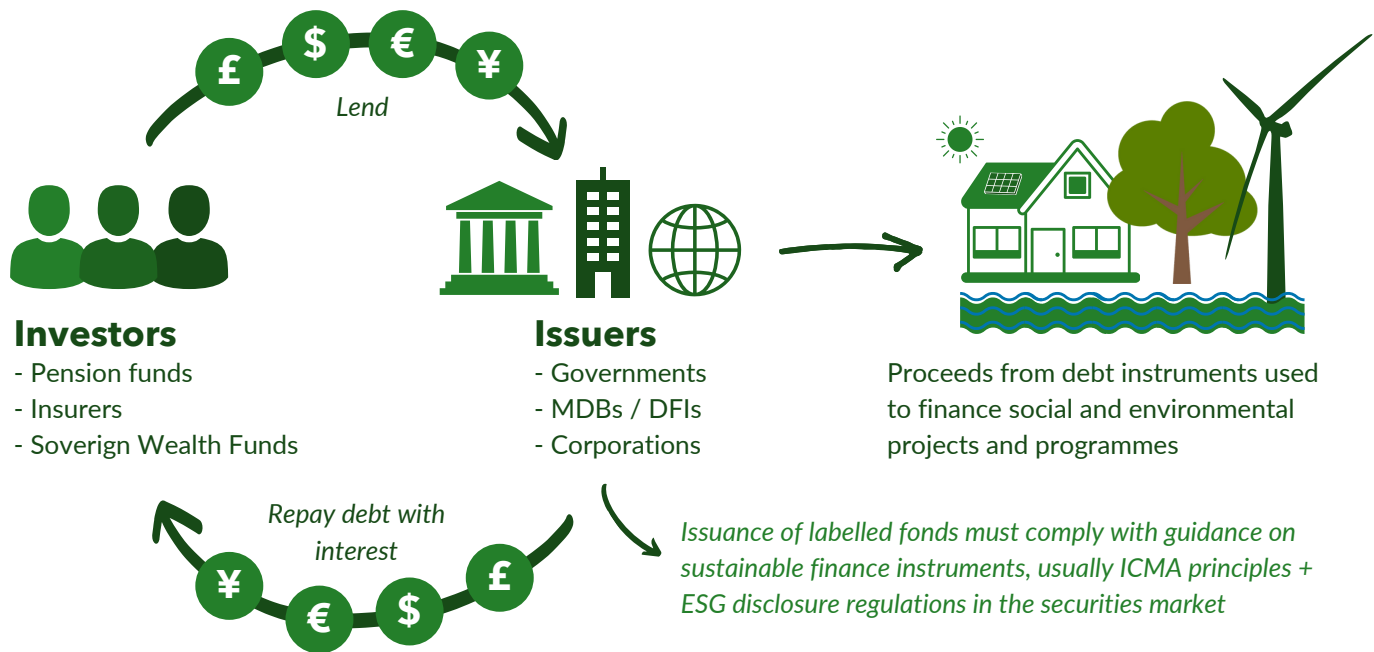 £ $ € ¥
Lend
Investors
- Pension funds
- Insurers
- Soverign Wealth Funds
Issuers
- Governments
- MDBs / DFIs
- Corporations
Proceeds from debt instruments used
to finance social and environmental
projects and programmes
Repay debt with
interest
¥ € $ £
Issuance of labelled fonds must comply with guidance on
sustainable finance instruments, usually ICMA principles +
ESG disclosure regulations in the securities market